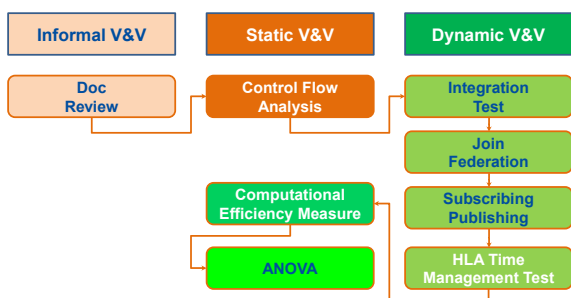 Informal V&V
Static V&V
Dynamic V&V
Doc
Review
Control Flow
Analysis
Integration
Test
Join
Federation
Computational
Efficiency Measure
Subscribing
Publishing
ANOVA
HLA Time
Management Test